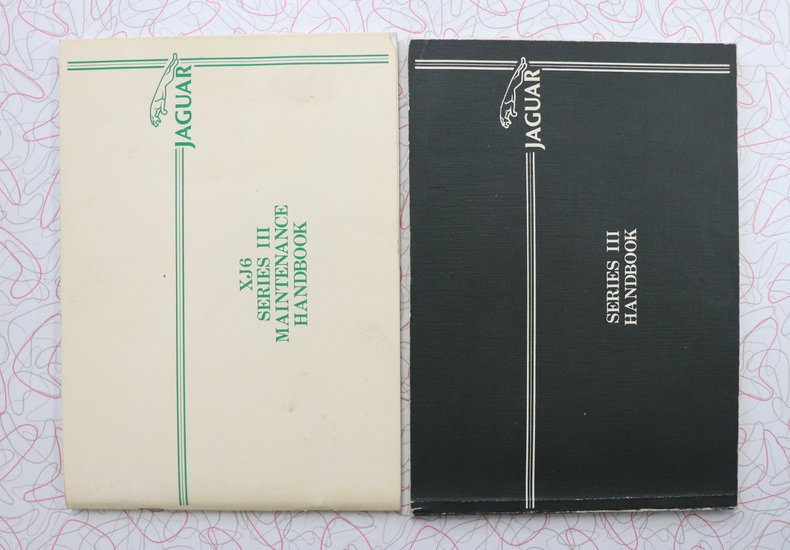 JAGUAR
XJ6
SERIES III
MAINTENANCE
HANDBOOK
JAGUAR
SERIES III
HANDBOOK